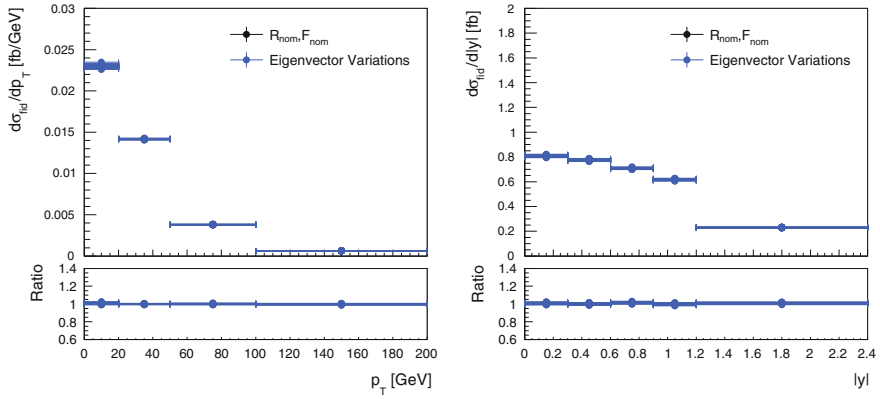 dσfid/dpT [fb/GeV]
0.03
0.025
0.02
0.015
0.01
0.005
0
Rnom,Fnom
Eigenvector Variations
Ratio
1.4
1.2
1
0.8
0.6
0 20 40 60 80 100 120 140 160 180 200
pT [GeV]
dσfid/d|y| [fb]
2
1.8
1.6
1.4
1.2
1
0.8
0.6
0.4
0.2
0
Rnom,Fnom
Eigenvector Variations
Ratio
1.4
1.2
1
0.8
0.6
0 0.2 0.4 0.6 0.8 1 1.2 1.4 1.6 1.8 2 2.2 2.4
|y|